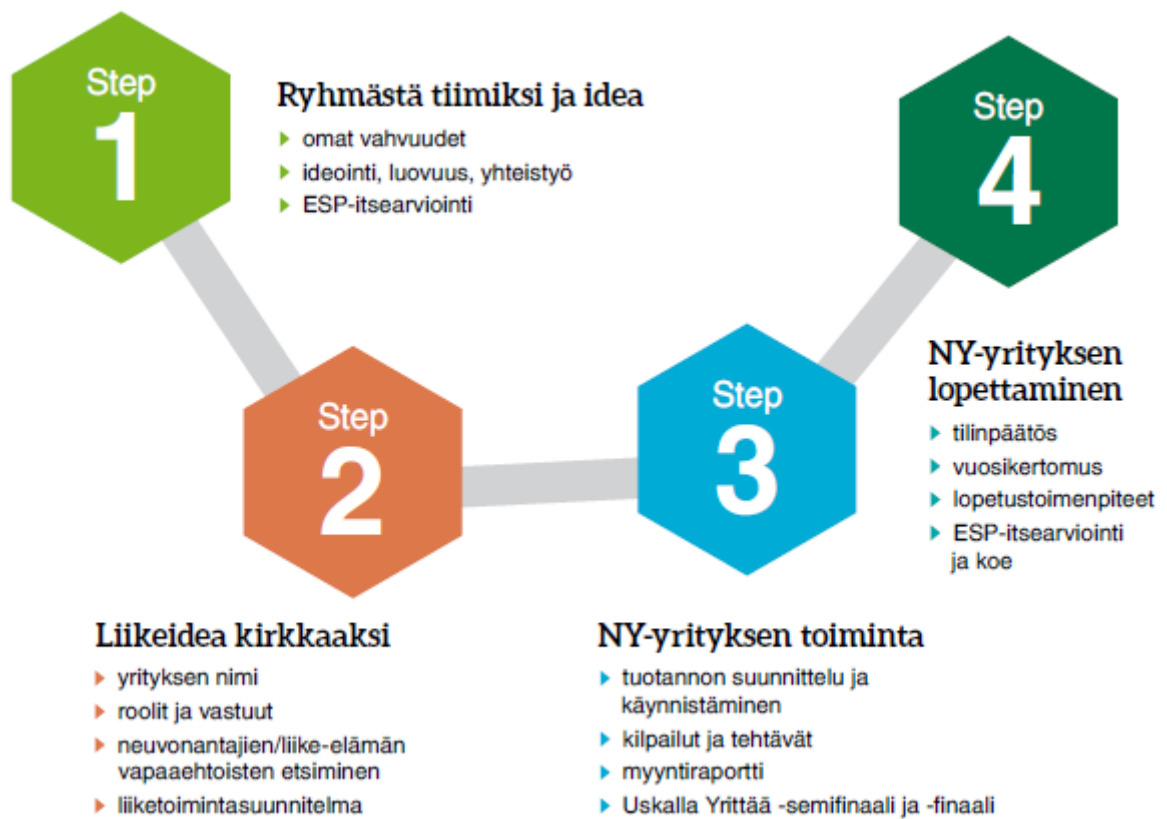 Step
1
Ryhmästä tiimiksi ja idea
omat vahvuudet
ideointi, luovuus, yhteistyö
ESP-itsearviointi
Step
2
Liikeidea kirkkaaksi
yrityksen nimi
roolit ja vastuut
neuvonantajien/liike-elämän
vapaaehtoisten etsiminen
liiketoimintasuunnitelma
Step
3
NY-yrityksen toiminta
tuotannon suunnittelu ja
käynnistäminen
kilpailut ja tehtävät
myyntiraportti
Uskalla Yrittää -semifinaali ja -finaali
Step
4
NY-yrityksen
lopettaminen
tilinpäätös
vuosikertomus
lopetustoimenpiteet
ESP-itsearviointi
ja koe